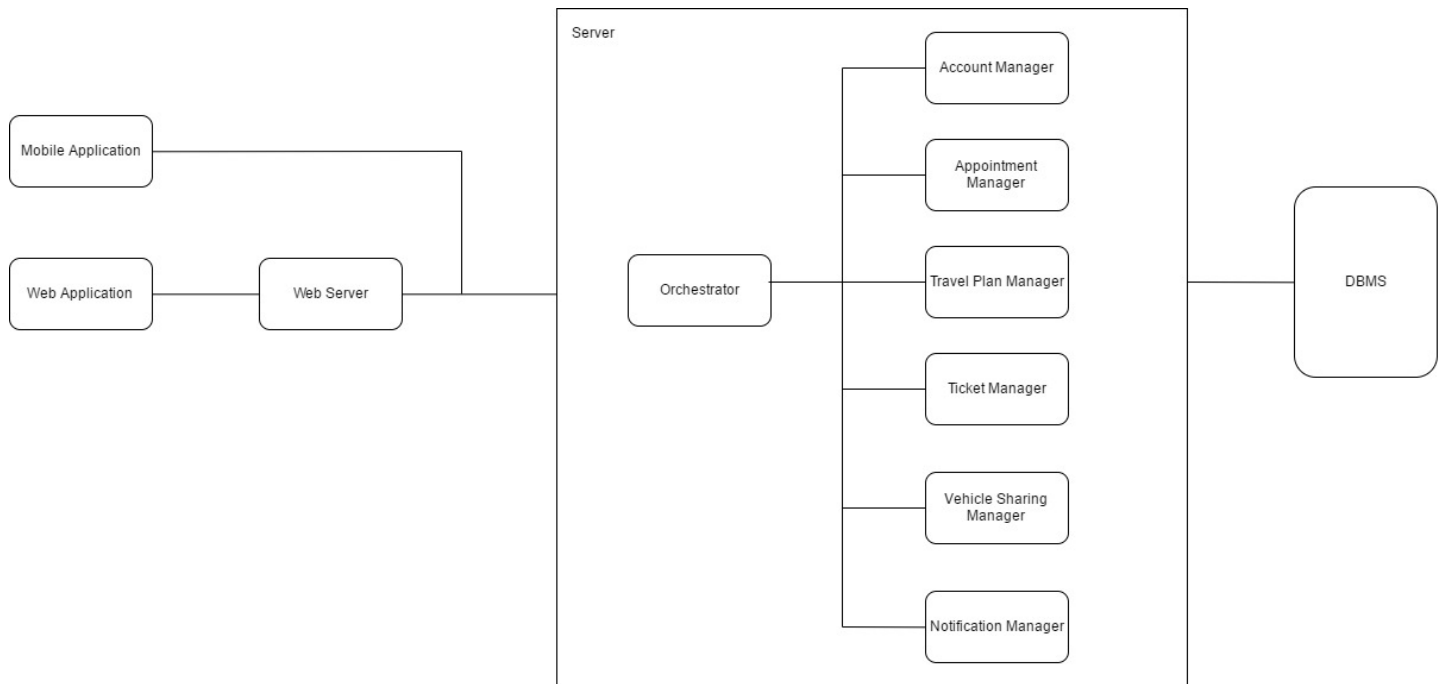 Server
Account Manager
Mobile Application
Appointment
Manager
Web Application
Web Server
Orchestrator
Travel Plan Manager
DBMS
Ticket Manager
Vehicle Sharing
Manager
Notification Manager